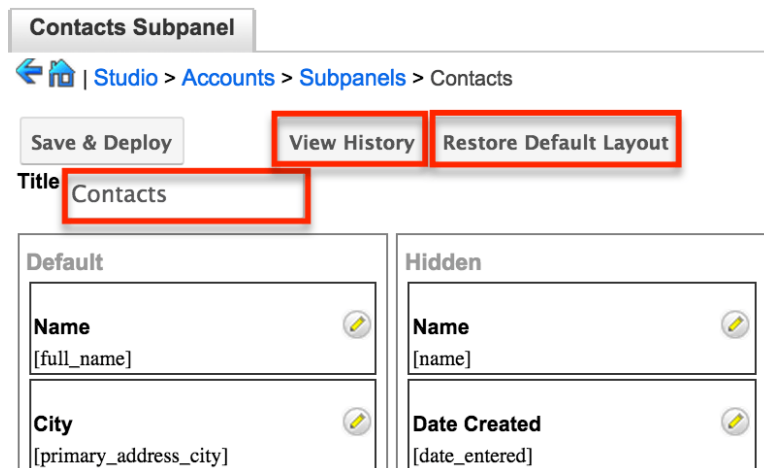 Contacts Subpanel
| Studio > Accounts > Subpanels > Contacts
Save & Deploy View History Restore Default Layout
Title Contacts
Default Hidden
Name Name
[full_name] [name]
City Date Created
[primary_address_city] [date_entered]